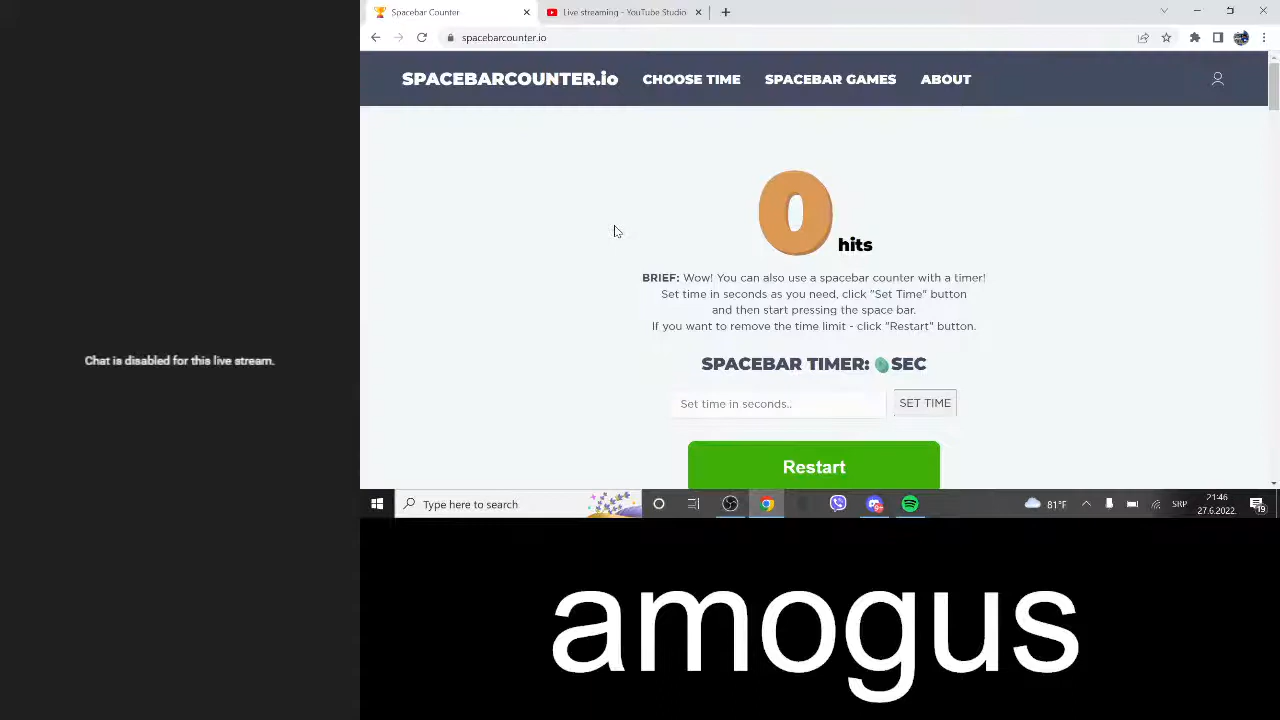 Spacebar Counter
Live streaming - YouTube Studio
spacebarcounter.io
SPACEBARCOUNTER.io CHOOSE TIME SPACEBAR GAMES ABOUT
0 hits
BRIEF: Wow! You can also use a spacebar counter with a timer!
Set time in seconds as you need, click "Set Time" button
and then start pressing the space bar.
If you want to remove the time limit - click "Restart" button.
Chat is disabled for this live stream.
SPACEBAR TIMER: 0SEC
Set time in seconds.. SET TIME
Restart
Type here to search 9+ 81°F SRP 21:46
27.6.2022. 19
amogus